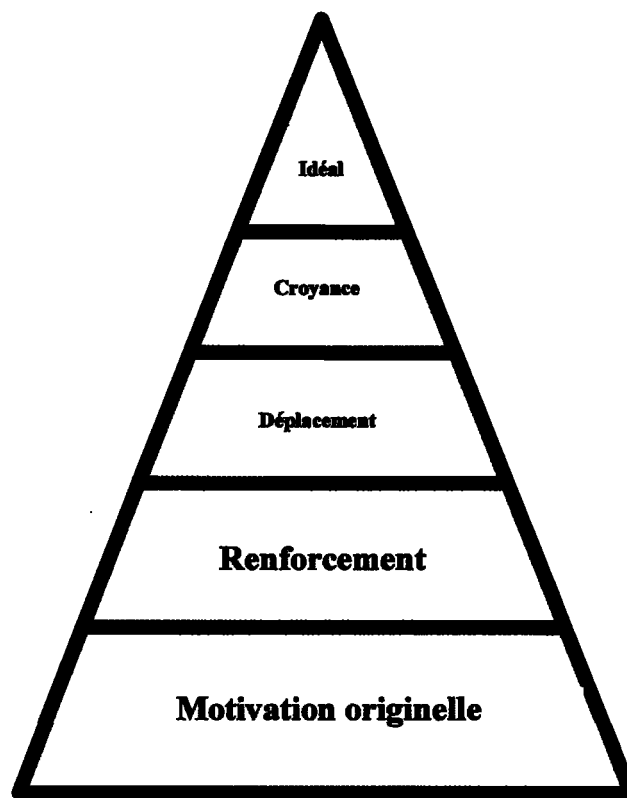 Idéal
Croyance
Déplacement
Renforcement
Motivation originelle